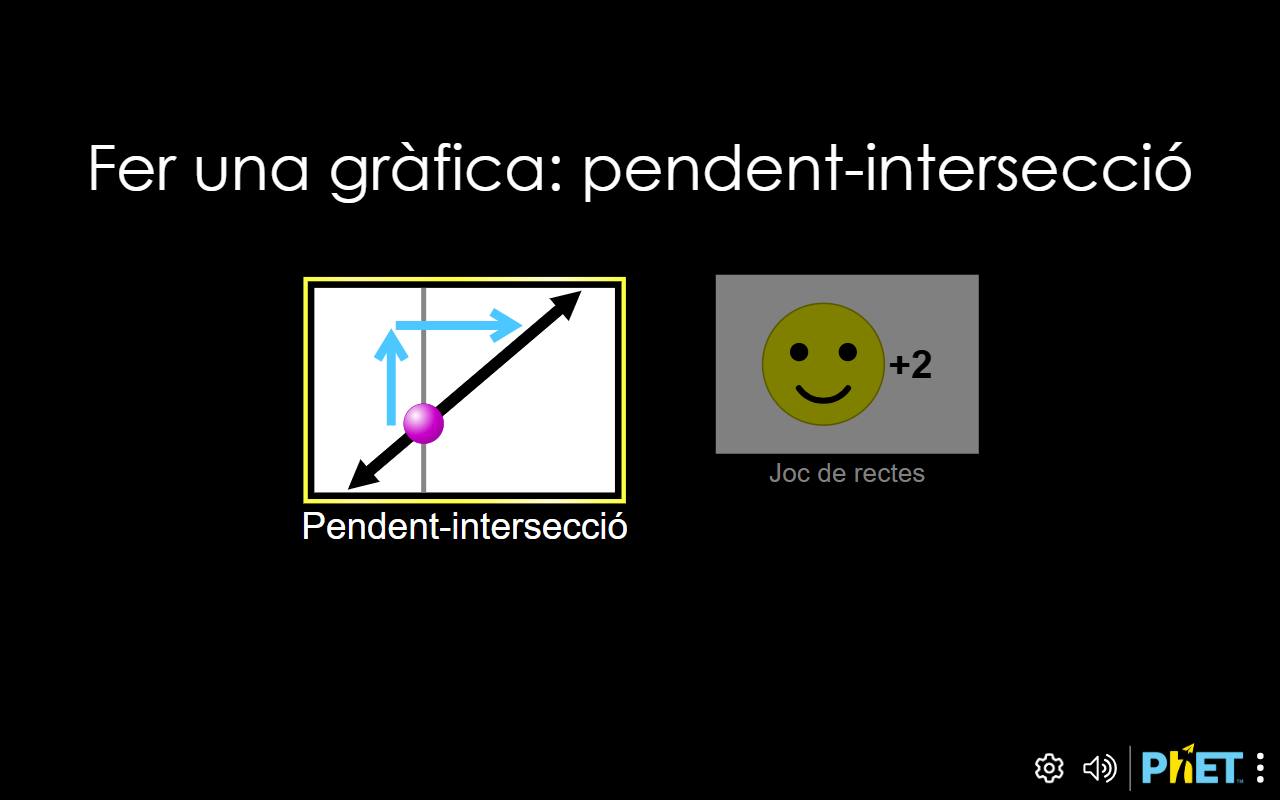 Fer una gràfica: pendent-intersecció
+2
Pendent-intersecció
Joc de rectes
PhET